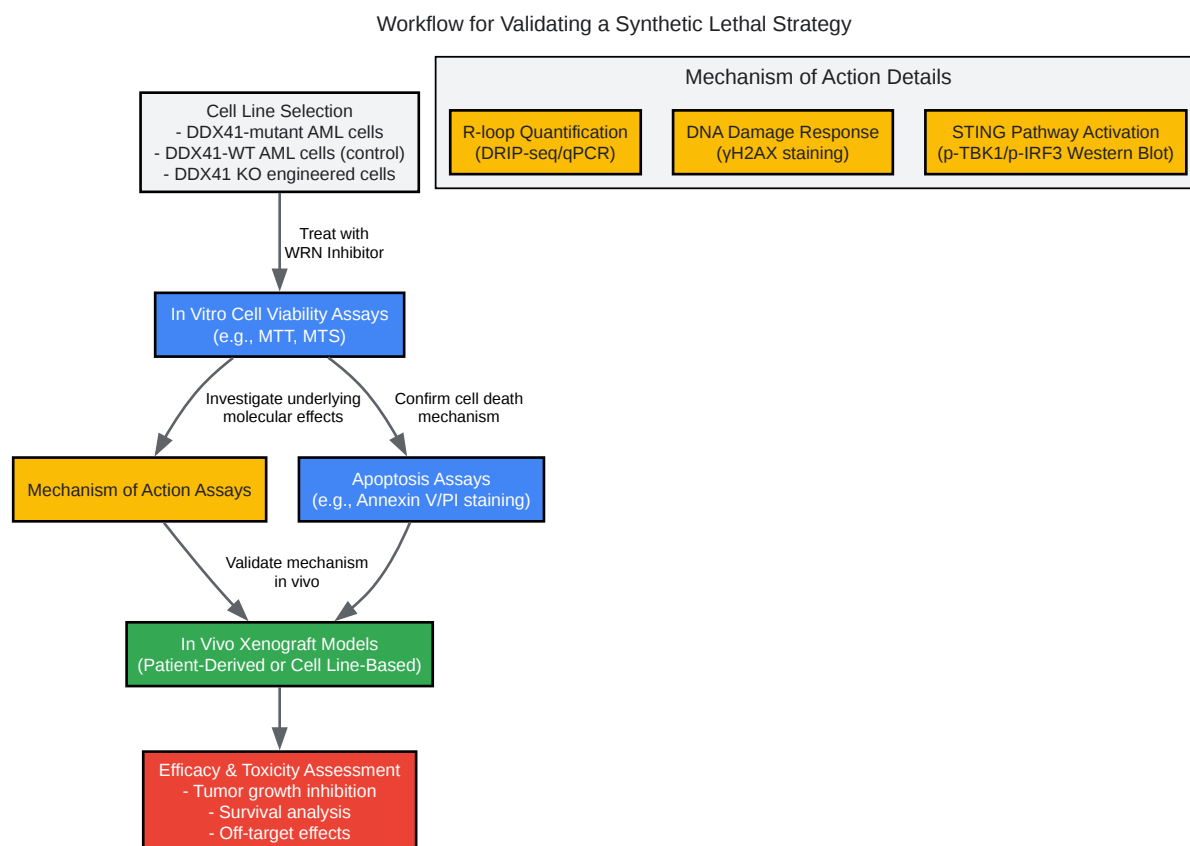 Workflow for Validating a Synthetic Lethal Strategy
Mechanism of Action Details
R-loop Quantification
(DRIP-seq/qPCR)
DNA Damage Response
(γH2AX staining)
STING Pathway Activation
(p-TBK1/p-IRF3 Western Blot)
Cell Line Selection
- DDX41-mutant AML cells
- DDX41-WT AML cells (control)
- DDX41 KO engineered cells
Treat with
WRN Inhibitor
In Vitro Cell Viability Assays
(e.g., MTT, MTS)
Investigate underlying
molecular effects
Confirm cell death
mechanism
Mechanism of Action Assays
Apoptosis Assays
(e.g., Annexin V/PI staining)
Validate mechanism
in vivo
In Vivo Xenograft Models
(Patient-Derived or Cell Line-Based)
Efficacy & Toxicity Assessment
- Tumor growth inhibition
- Survival analysis
- Off-target effects